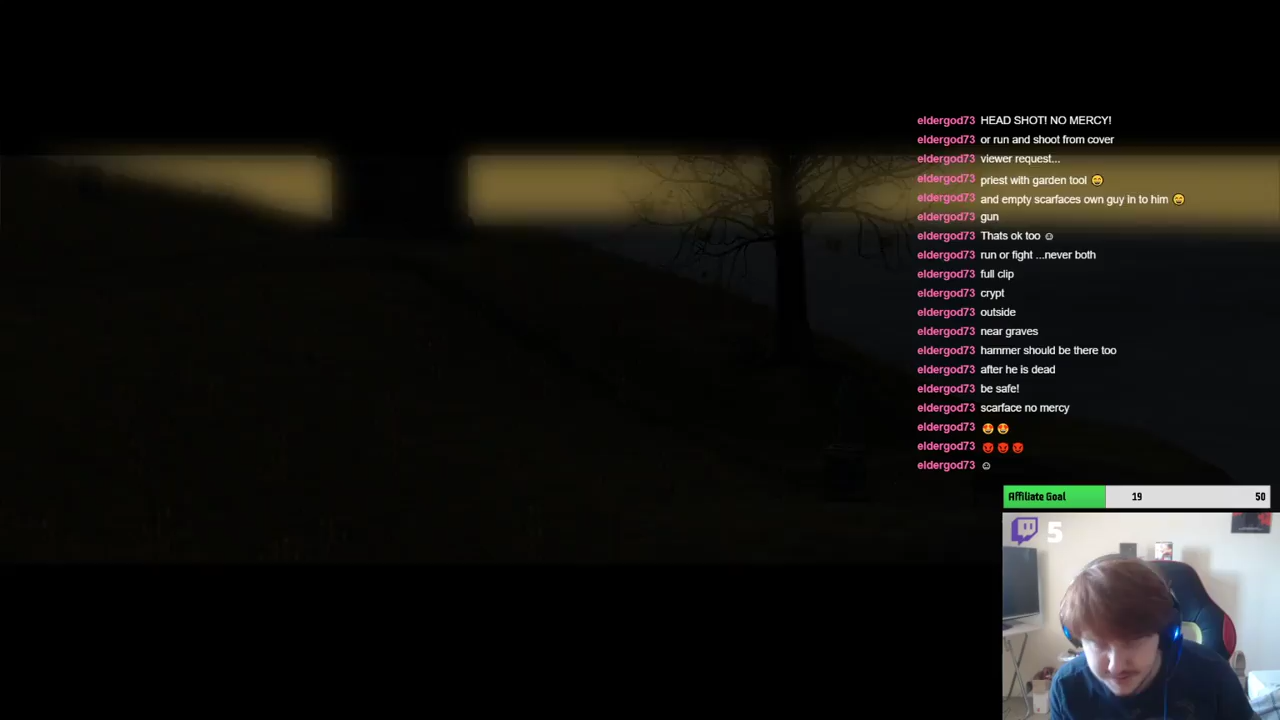 eldergod73 HEAD SHOT! NO MERCY!
eldergod73 or run and shoot from cover
eldergod73 viewer request...
eldergod73 priest with garden tool 😄
eldergod73 and empty scarfaces own guy in to him 😄
eldergod73 gun
eldergod73 Thats ok too ☺
eldergod73 run or fight ...never both
eldergod73 full clip
eldergod73 crypt
eldergod73 outside
eldergod73 near graves
eldergod73 hammer should be there too
eldergod73 after he is dead
eldergod73 be safe!
eldergod73 scarface no mercy
eldergod73 🤩 🤩
eldergod73 😈 😈 😈
eldergod73 ☺
Affiliate Goal 19 50
5